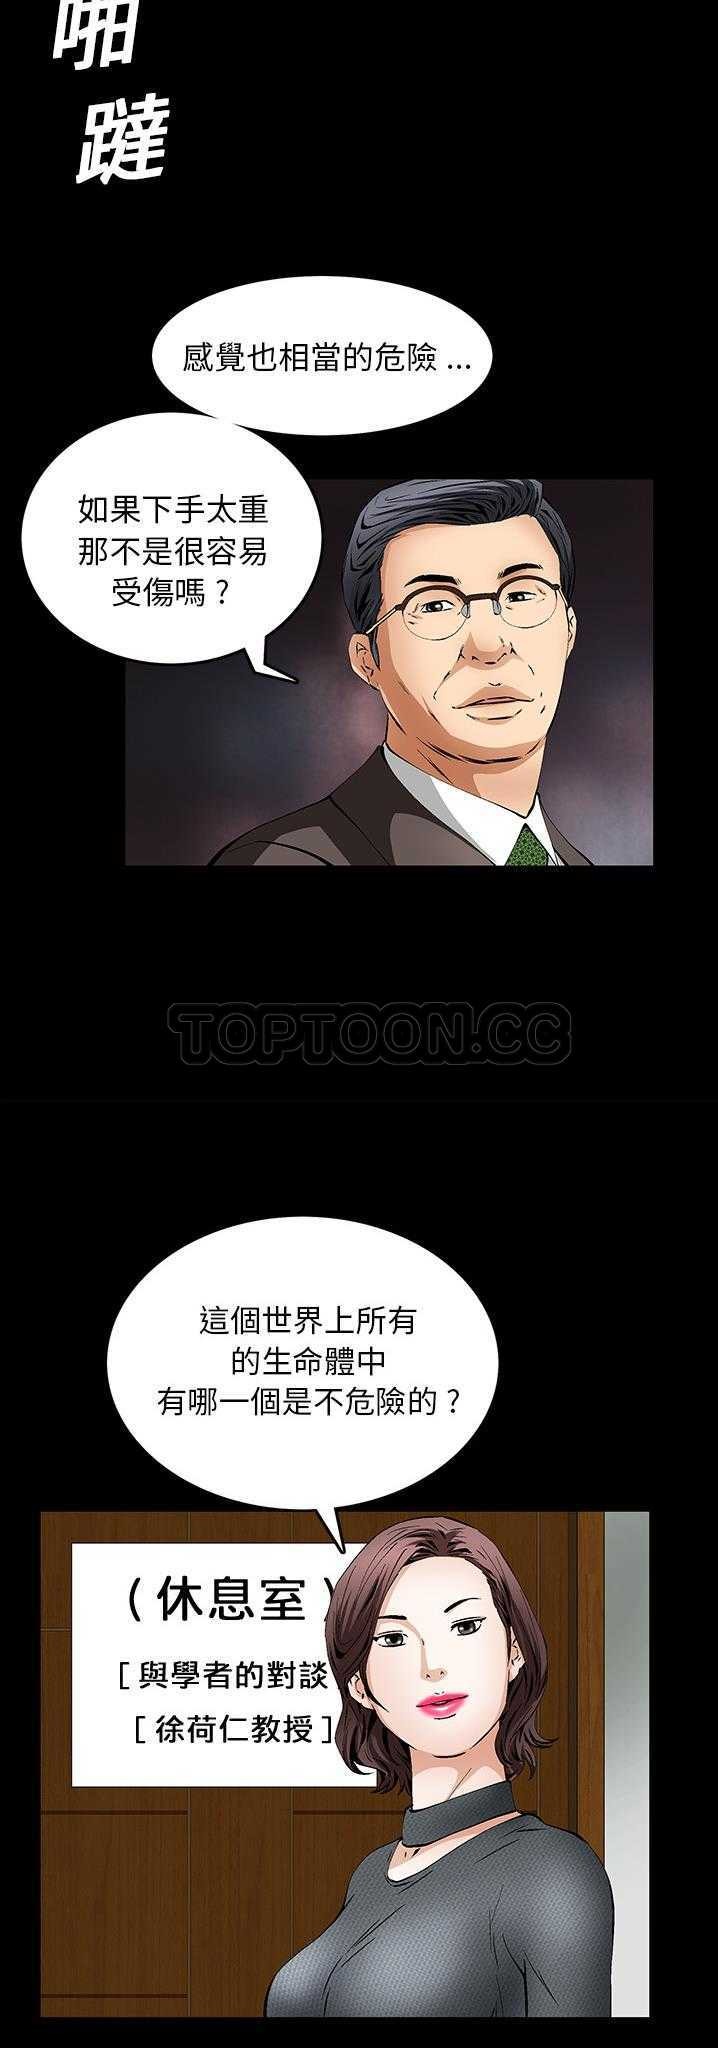 啪
躂
感覺也相當的危險...
如果下手太重
那不是很容易
受傷嗎？
TOPTOON.CC
這個世界上所有
的生命體中
有哪一個是不危險的？
（休息室）
[與學者的對談
[徐荷仁教授]